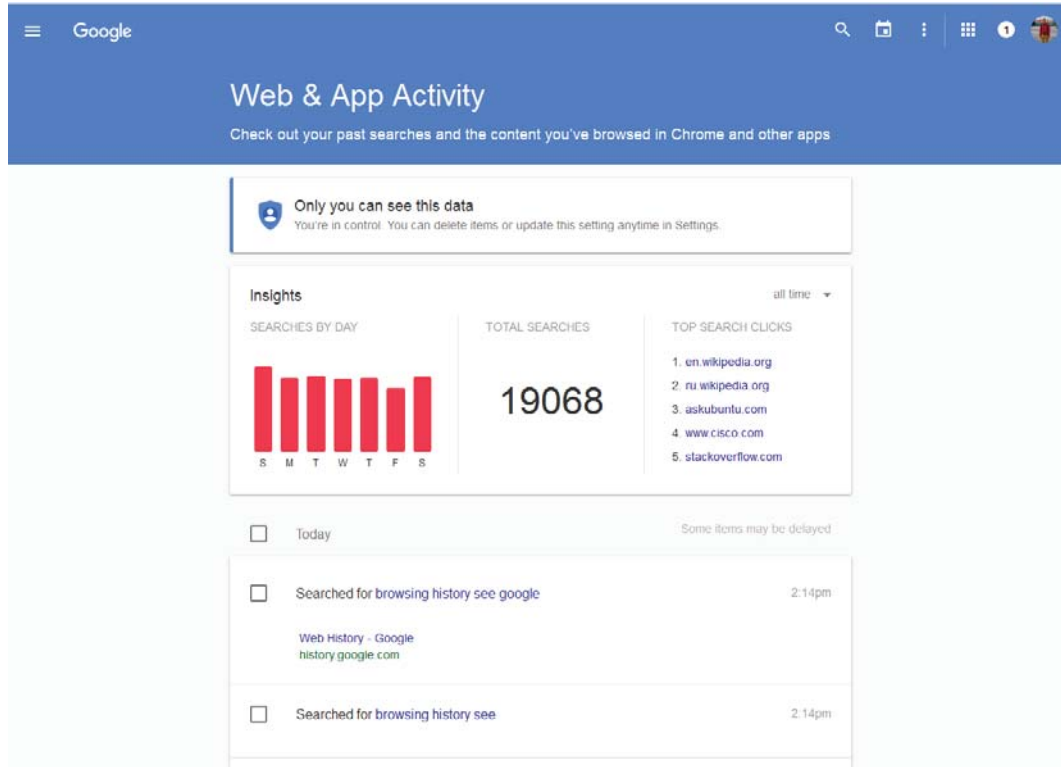 Google
1
Web & App Activity
Check out your past searches and the content you've browsed in Chrome and other apps
Only you can see this data
You're in control. You can delete items or update this setting anytime in Settings.
Insights
all time
SEARCHES BY DAY
TOTAL SEARCHES
TOP SEARCH CLICKS
S M T W T F S
19068
1. en.wikipedia.org
2. ru.wikipedia.org
3. askubuntu.com
4. www.cisco.com
5. stackoverflow.com
Today
Some items may be delayed
Searched for browsing history see google
2:14pm
Web History - Google
history.google.com
Searched for browsing history see
2:14pm